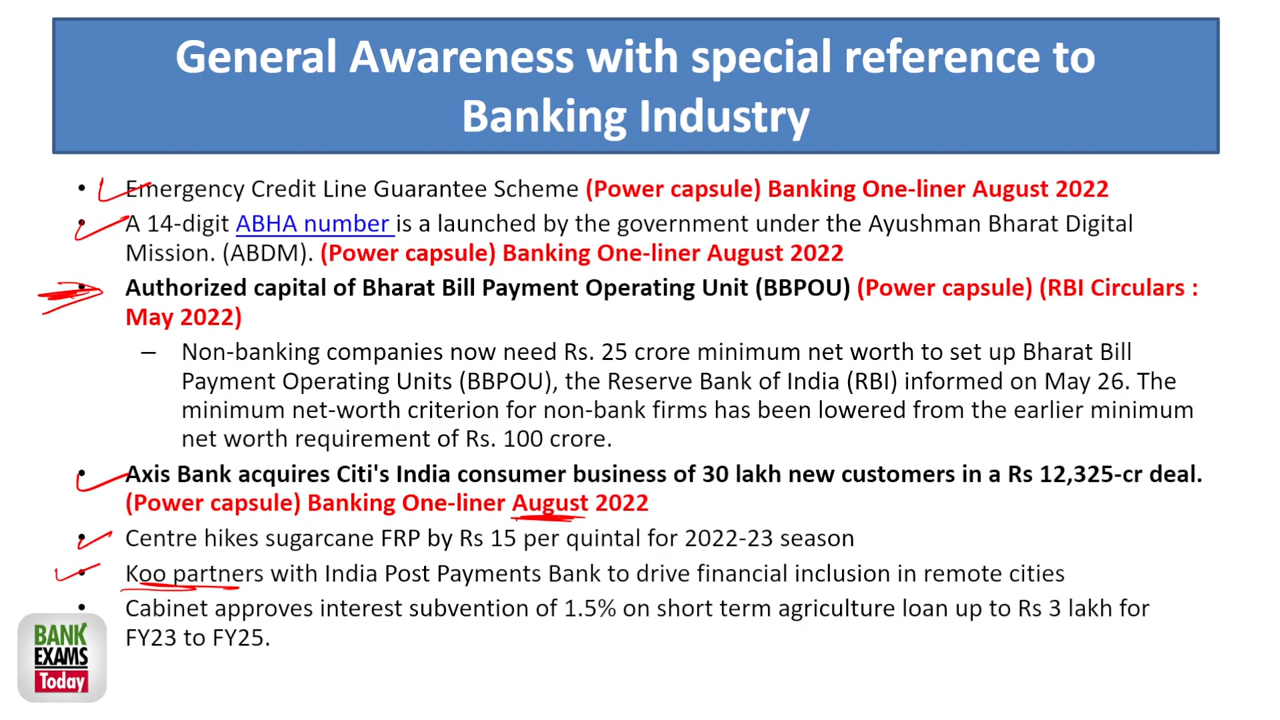 General Awareness with special reference to
Banking Industry
• Emergency Credit Line Guarantee Scheme (Power capsule) Banking One-liner August 2022
• A 14-digit ABHA number is a launched by the government under the Ayushman Bharat Digital
Mission. (ABDM). (Power capsule) Banking One-liner August 2022
• Authorized capital of Bharat Bill Payment Operating Unit (BBPOU) (Power capsule) (RBI Circulars :
May 2022)
– Non-banking companies now need Rs. 25 crore minimum net worth to set up Bharat Bill
Payment Operating Units (BBPOU), the Reserve Bank of India (RBI) informed on May 26. The
minimum net-worth criterion for non-bank firms has been lowered from the earlier minimum
net worth requirement of Rs. 100 crore.
• Axis Bank acquires Citi's India consumer business of 30 lakh new customers in a Rs 12,325-cr deal.
(Power capsule) Banking One-liner August 2022
• Centre hikes sugarcane FRP by Rs 15 per quintal for 2022-23 season
• Koo partners with India Post Payments Bank to drive financial inclusion in remote cities
• Cabinet approves interest subvention of 1.5% on short term agriculture loan up to Rs 3 lakh for
FY23 to FY25.
BANK
EXAMS
Today